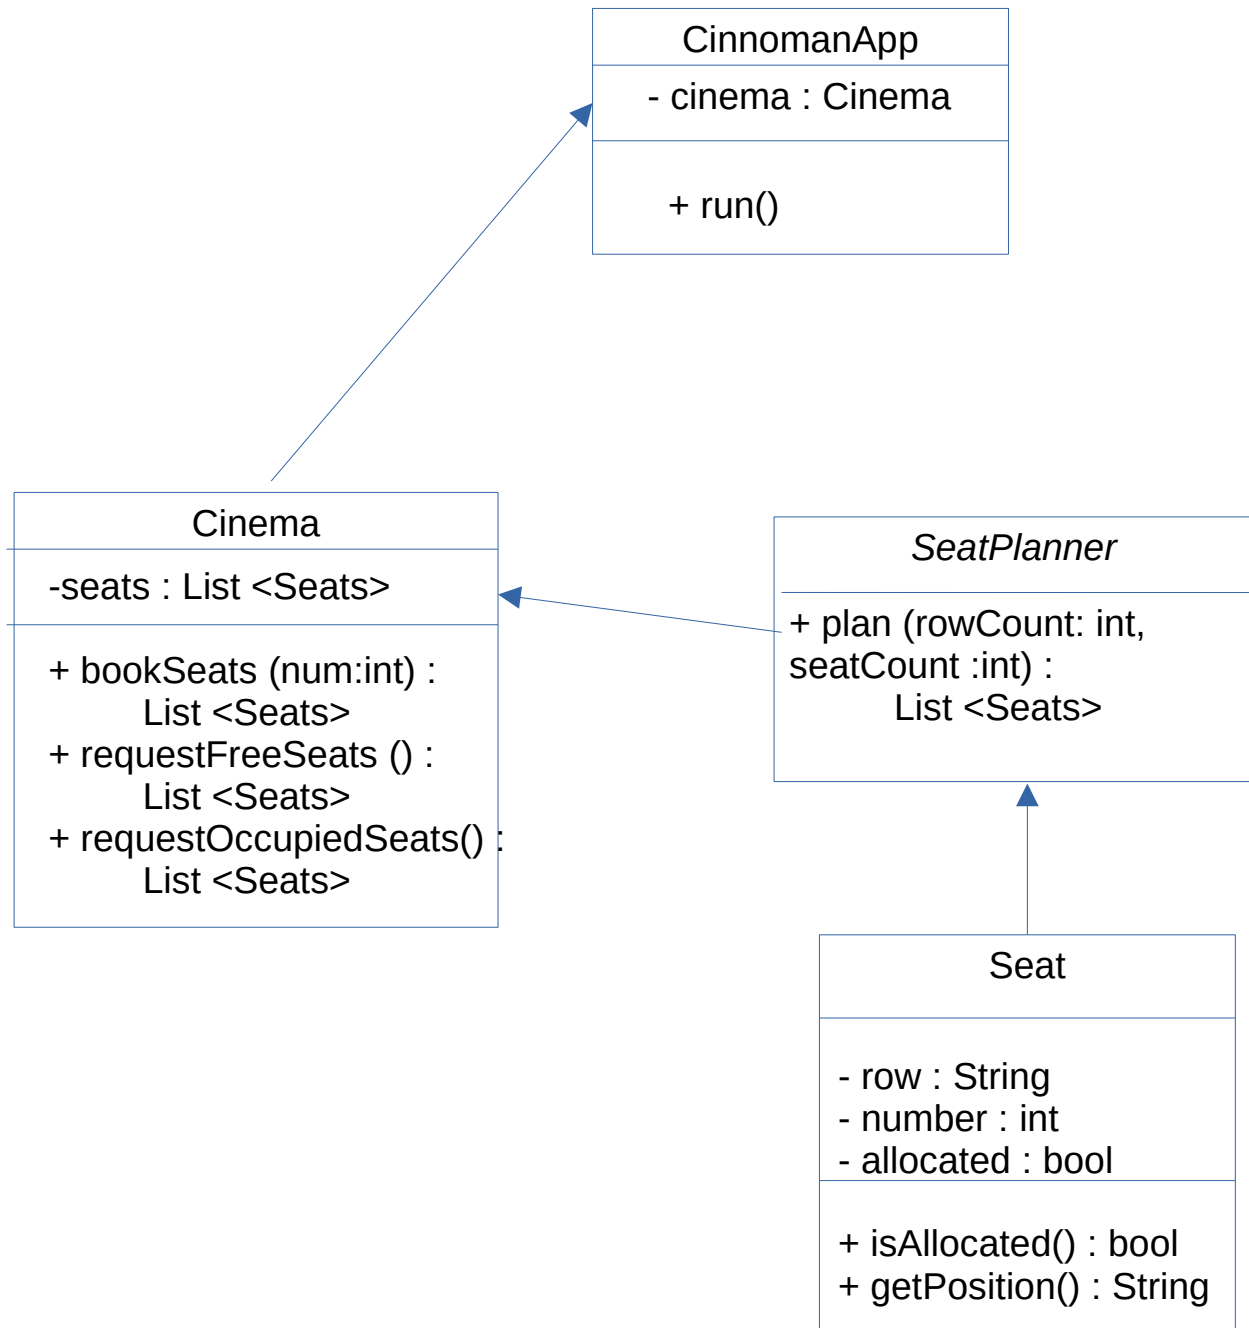 CinnomanApp
- cinema : Cinema
+ run()
Cinema
-seats : List <Seats>
+ bookSeats (num:int) :
List <Seats>
+ requestFreeSeats () :
List <Seats>
+ requestOccupiedSeats() :
List <Seats>
SeatPlanner
+ plan (rowCount: int,
seatCount :int) :
List <Seats>
Seat
- row : String
- number : int
- allocated : bool
+ isAllocated() : bool
+ getPosition() : String